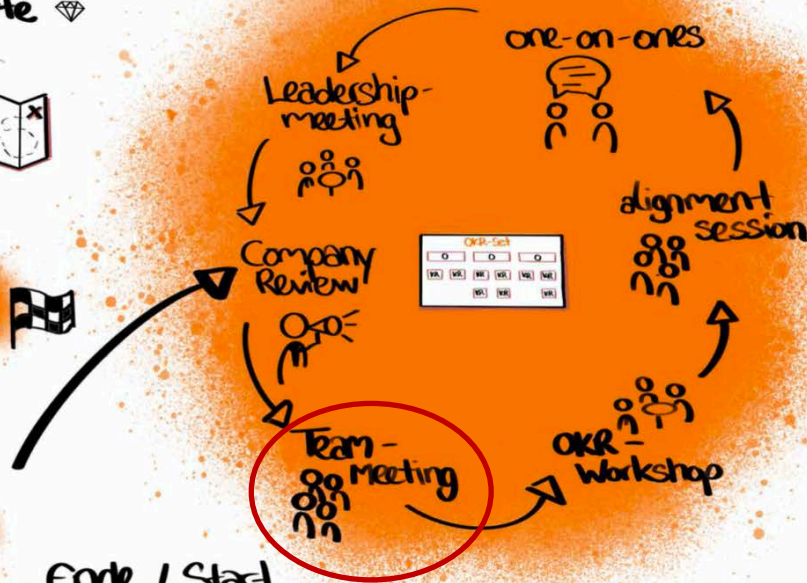 one-on-ones
Leadership-
meeting
alignment
session
OKR-Set
O O O
KR KR KR KR KR KR
KR KR KR
Company
Review
Team-
Meeting
OKR-
Workshop
Ende / Start